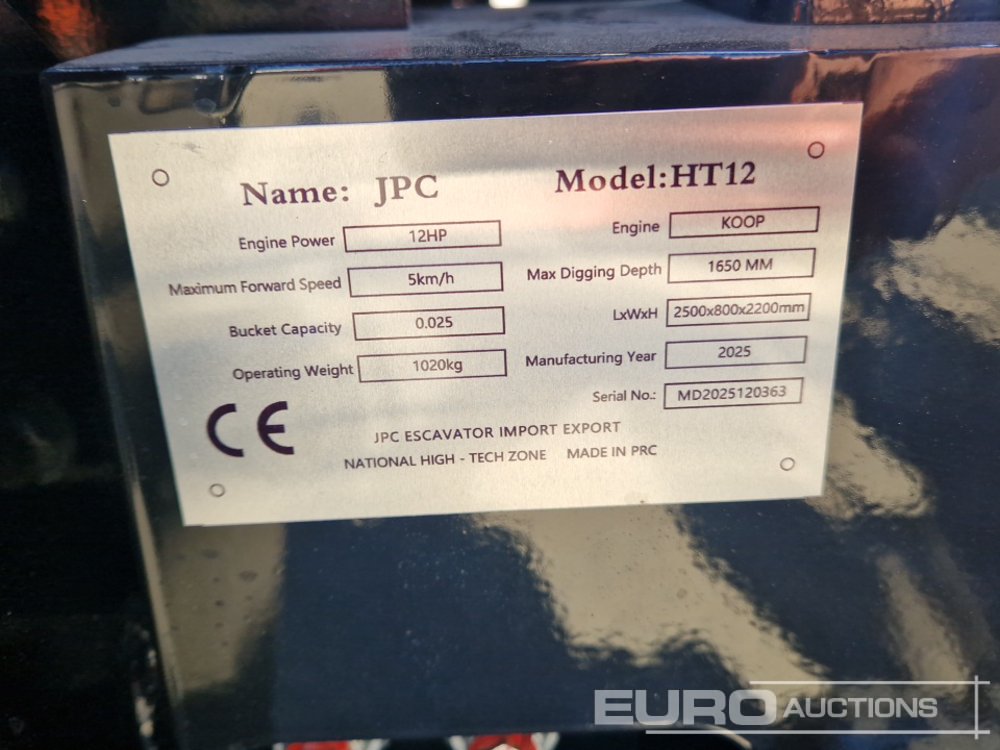 Name: JPC Model:HT12
Engine Power 12HP Engine KOOP
Maximum Forward Speed 5km/h Max Digging Depth 1650 MM
Bucket Capacity 0.025 LxWxH 2500x800x2200mm
Operating Weight 1020kg Manufacturing Year 2025
Serial No.: MD2025120363
CE JPC ESCAVATOR IMPORT EXPORT
NATIONAL HIGH - TECH ZONE MADE IN PRC
EURO AUCTIONS